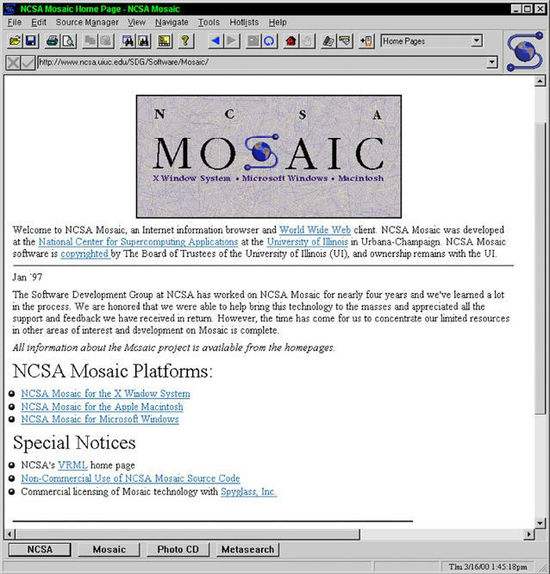 NCSA Mosaic Home Page - NCSA Mosaic
File Edit Source Manager View Navigate Tools Hotlists Help
Home Pages
http://www.ncsa.uiuc.edu/SDG/Software/Mosaic/
N C S A
MOSAIC
X Window System • Microsoft Windows • Macintosh
Welcome to NCSA Mosaic, an Internet information browser and World Wide Web client. NCSA Mosaic was developed
at the National Center for Supercomputing Applications at the University of Illinois in Urbana-Champaign. NCSA Mosaic
software is copyrighted by The Board of Trustees of the University of Illinois (UI), and ownership remains with the UI.
Jan '97
The Software Development Group at NCSA has worked on NCSA Mosaic for nearly four years and we've learned a lot
in the process. We are honored that we were able to help bring this technology to the masses and appreciated all the
support and feedback we have received in return. However, the time has come for us to concentrate our limited resources
in other areas of interest and development on Mosaic is complete.
All information about the Mosaic project is available from the homepages.
NCSA Mosaic Platforms:
NCSA Mosaic for the X Window System
NCSA Mosaic for the Apple Macintosh
NCSA Mosaic for Microsoft Windows
Special Notices
NCSA's VRML home page
Non-Commercial Use of NCSA Mosaic Source Code
Commercial licensing of Mosaic technology with Spyglass, Inc.
NCSA Mosaic Photo CD Metasearch
Thu 3/16/00 1:45:18pm